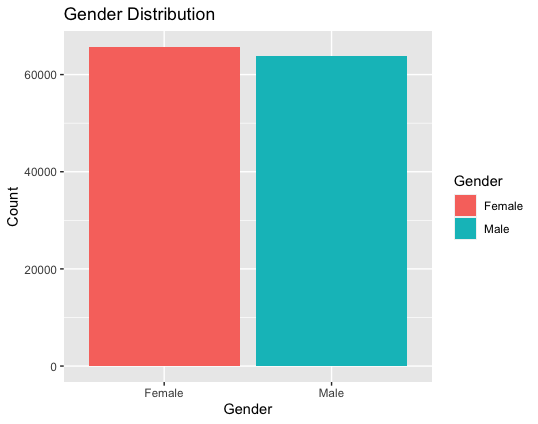 Gender Distribution
60000
40000
20000
0
Count
Female
Male
Gender
Gender
Female
Male